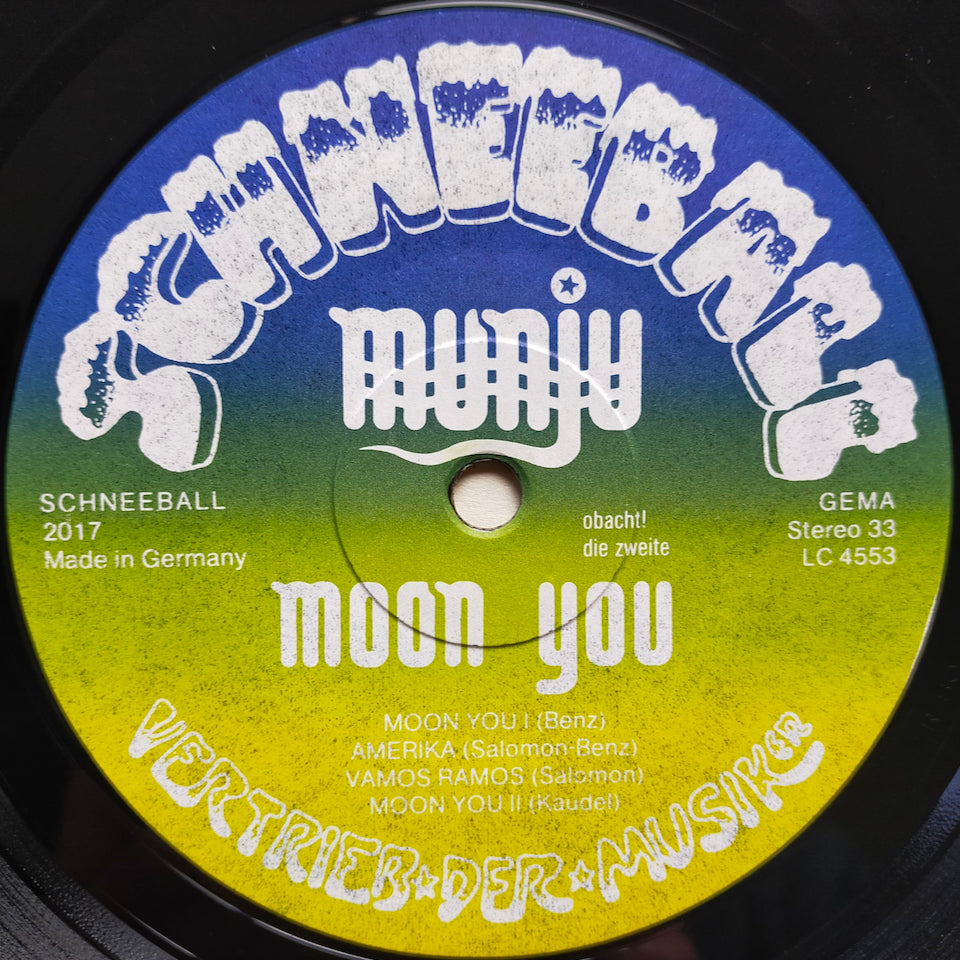 SCHNEEBALL
munju
SCHNEEBALL
2017
Made in Germany
GEMA
Stereo 33
LC 4553
obacht!
die zweite
moon you
MOON YOU I (Benz)
AMERIKA (Salomon-Benz)
VAMOS RAMOS (Salomon)
MOON YOU II (Kaudel)
VERTRIEB☆DER☆MUSIKER